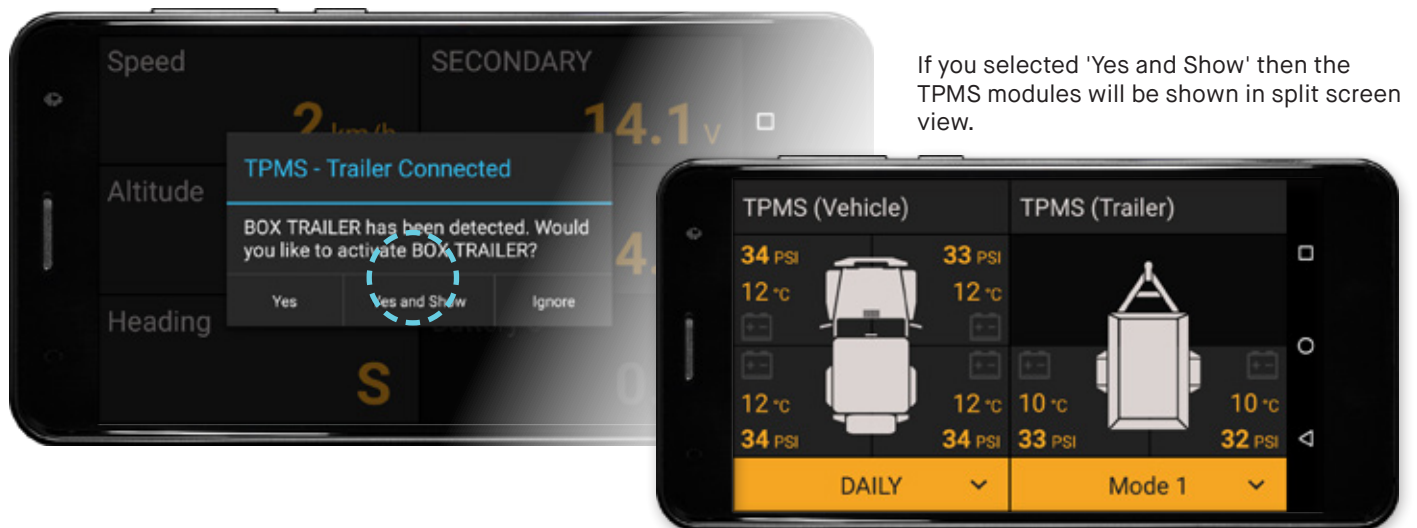 Speed
SECONDARY
2 km/h
14.1 V
TPMS - Trailer Connected
Altitude
BOX TRAILER has been detected. Would
you like to activate BOX TRAILER?
4.
Yes
Yes and Show
Ignore
Heading
S
0
If you selected 'Yes and Show' then the
TPMS modules will be shown in split screen
view.
TPMS (Vehicle)
TPMS (Trailer)
34 PSI
33 PSI
12 °C
12 °C
12 °C
12 °C
10 °C
10 °C
34 PSI
34 PSI
33 PSI
32 PSI
DAILY
Mode 1